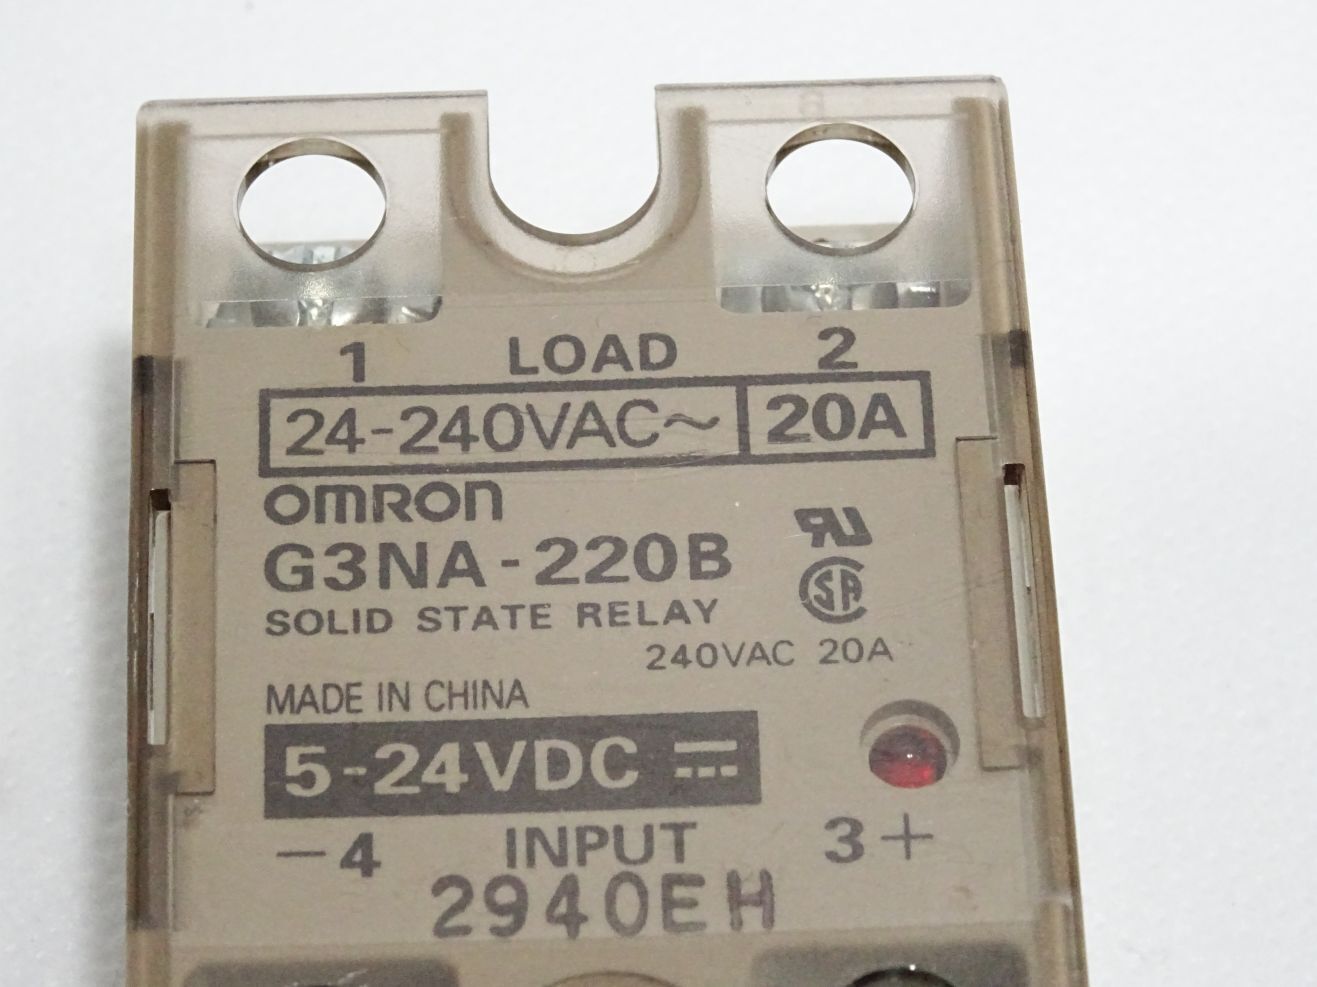 1 LOAD 2
24-240VAC~ 20A
OMRON
G3NA-220B
SOLID STATE RELAY
240VAC 20A
MADE IN CHINA
5-24VDC
−4 INPUT 3+
2940EH